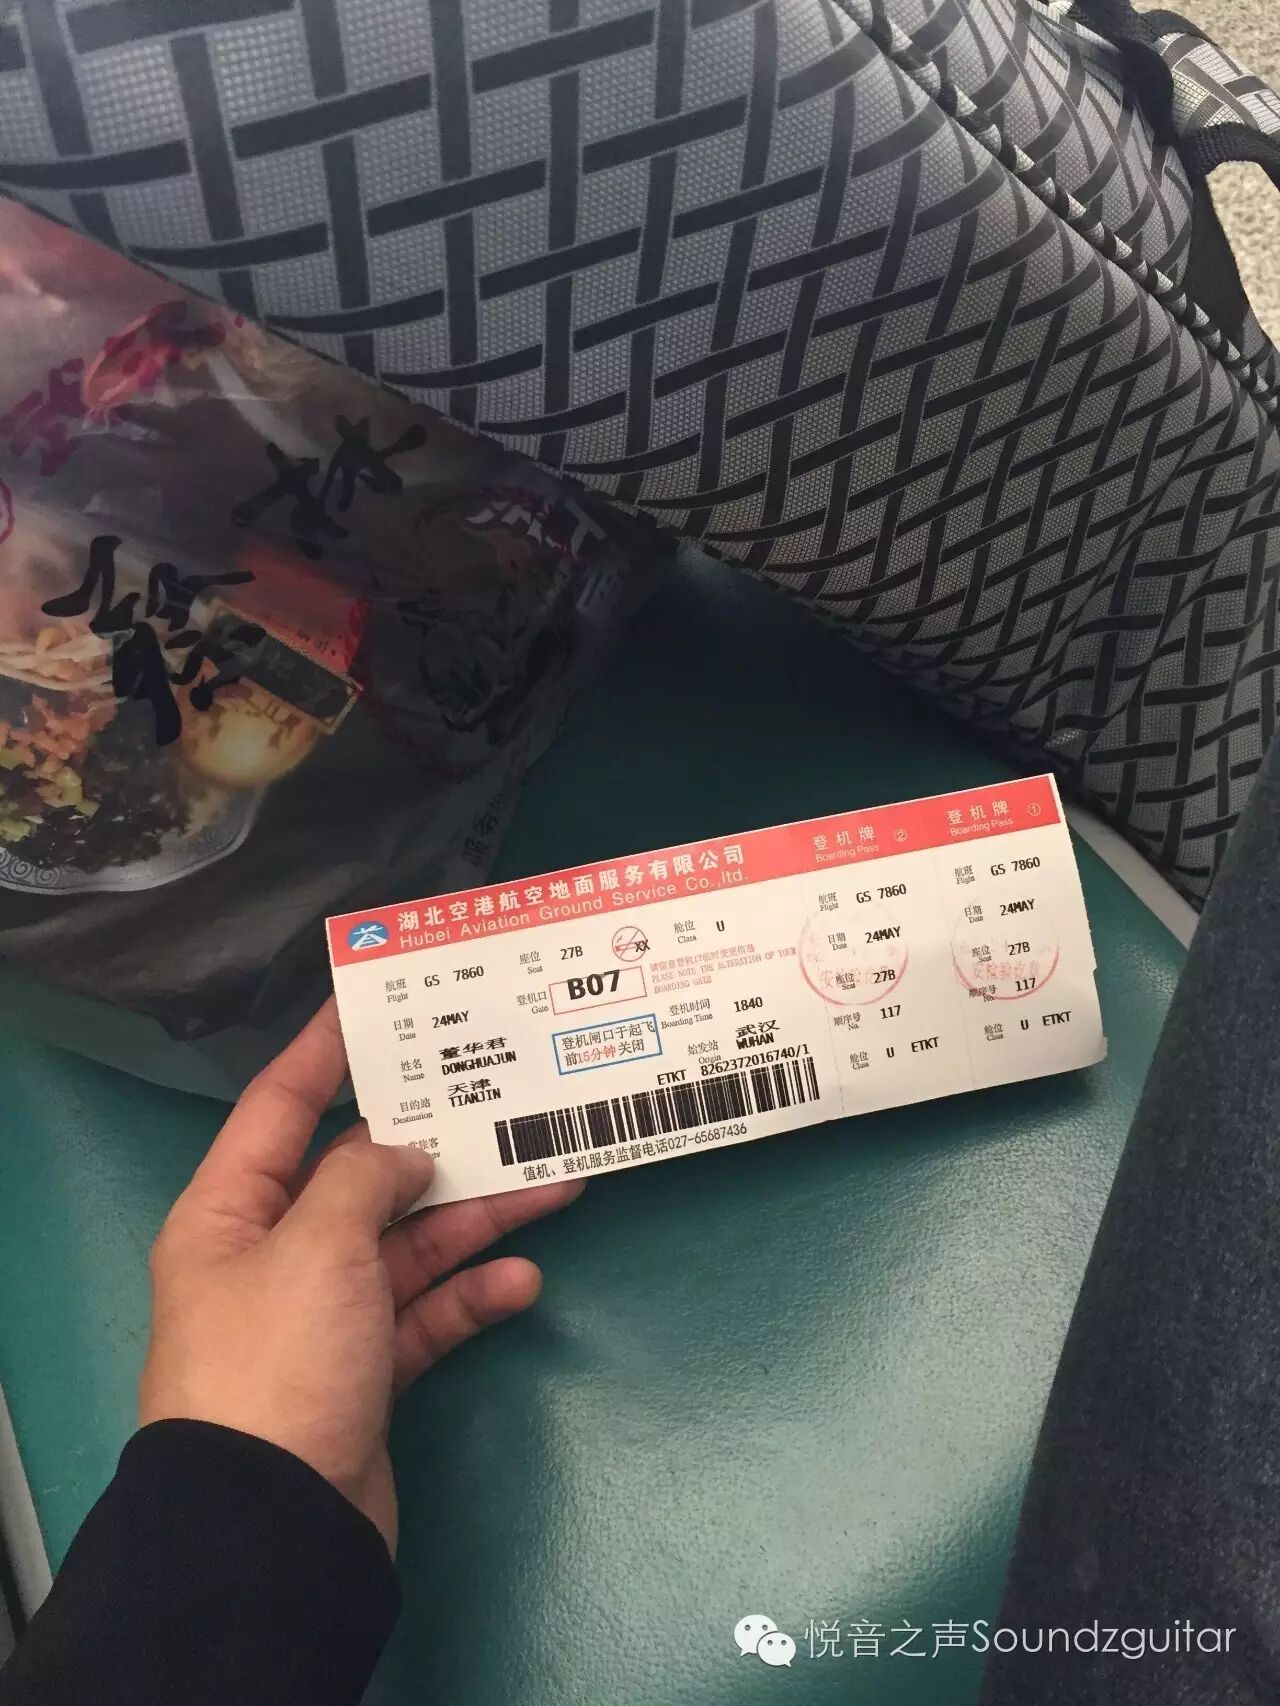 湖北空港航空地面服务有限公司
Hubei Aviation Ground Service Co.,ltd.
登机牌 ②
Boarding Pass
登机牌 ①
Boarding Pass
航班 GS 7860 座位 27B XX 舱位 U
Flight Seat Class
日期 24MAY 登机口 B07 请留意登机口临时变更信息
Date Gate PLEASE NOTE THE ALTERATION OF YOUR
BOARDING GATE
登机时间 1840
Boarding Time
姓名 董华君
Name DONGHUAJUN
登机闸口于起飞
前15分钟关闭
始发站 武汉
Origin WUHAN
目的站 天津
Destination TIANJIN
ETKT 8262372016740/1
旅客
值机、登机服务监督电话027-65687436
航班 GS 7860
Flight
日期 24MAY
Date
座位 27B
Seat
顺序号 117
No.
舱位 U ETKT
Class
航班 GS 7860
Flight
日期 24MAY
Date
座位 27B
Seat
顺序号 117
No.
舱位 U ETKT
Class
悦音之声Soundzguitar